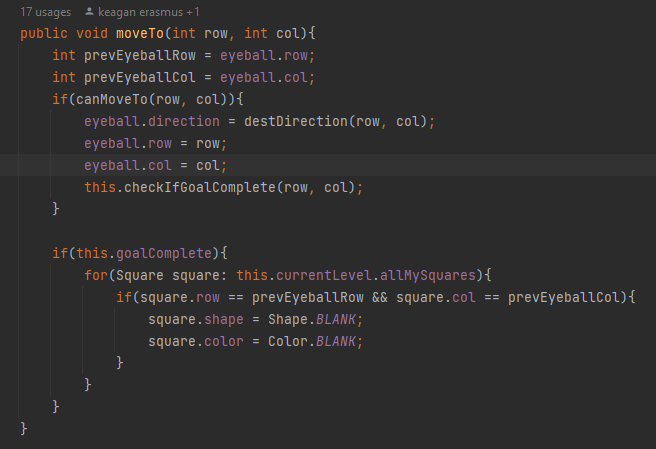 17 usages keagan erasmus +1
public void moveTo(int row, int col){
    int prevEyeballRow = eyeball.row;
    int prevEyeballCol = eyeball.col;
    if(canMoveTo(row, col)){
        eyeball.direction = destDirection(row, col);
        eyeball.row = row;
        eyeball.col = col;
        this.checkIfGoalComplete(row, col);
    }

    if(this.goalComplete){
        for(Square square: this.currentLevel.allMySquares){
            if(square.row == prevEyeballRow && square.col == prevEyeballCol){
                square.shape = Shape.BLANK;
                square.color = Color.BLANK;
            }
        }
    }
}